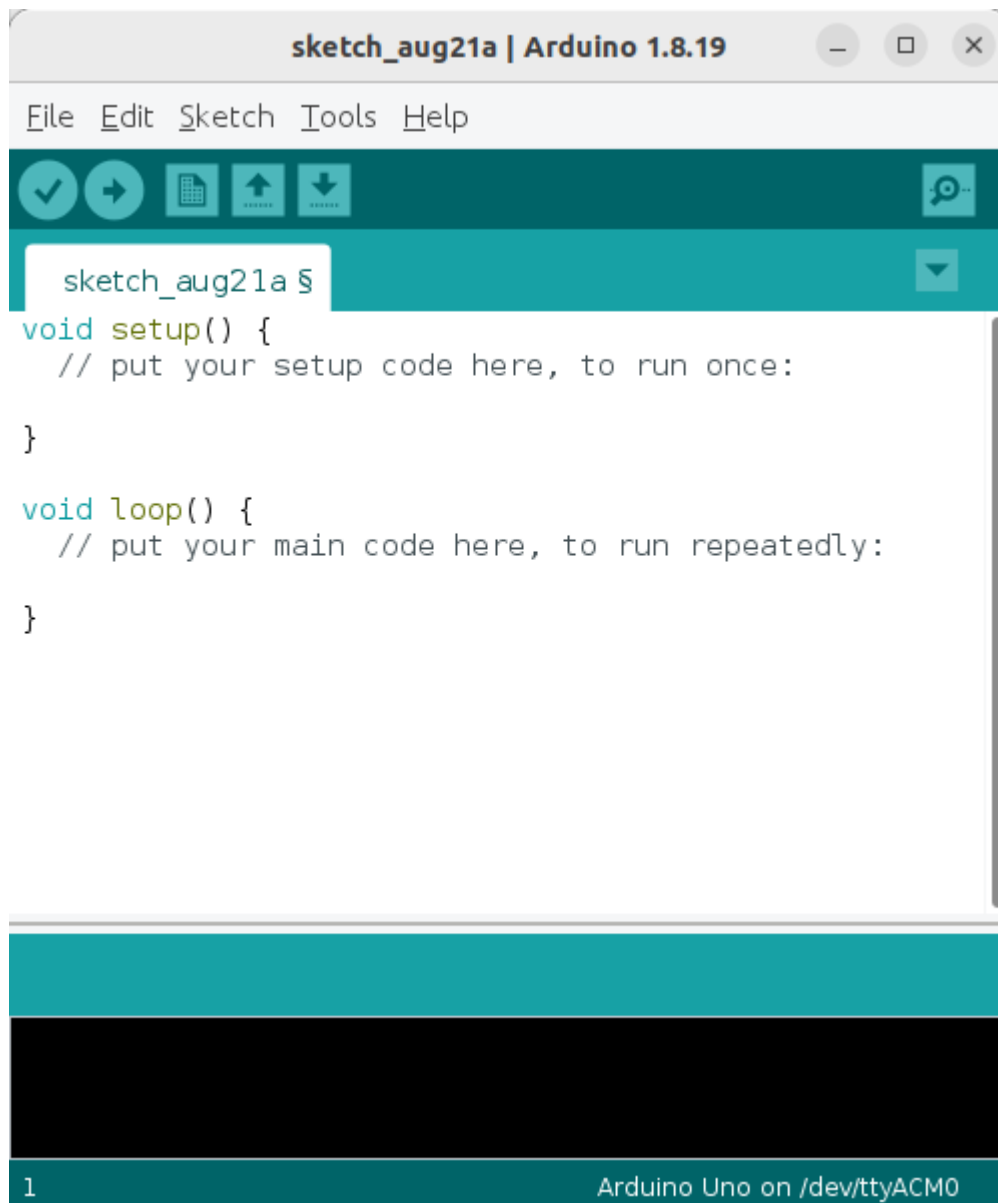 sketch_aug21a | Arduino 1.8.19
File Edit Sketch Tools Help
sketch_aug21a §
void setup() {
  // put your setup code here, to run once:
}
void loop() {
  // put your main code here, to run repeatedly:
}
1 Arduino Uno on /dev/ttyACM0